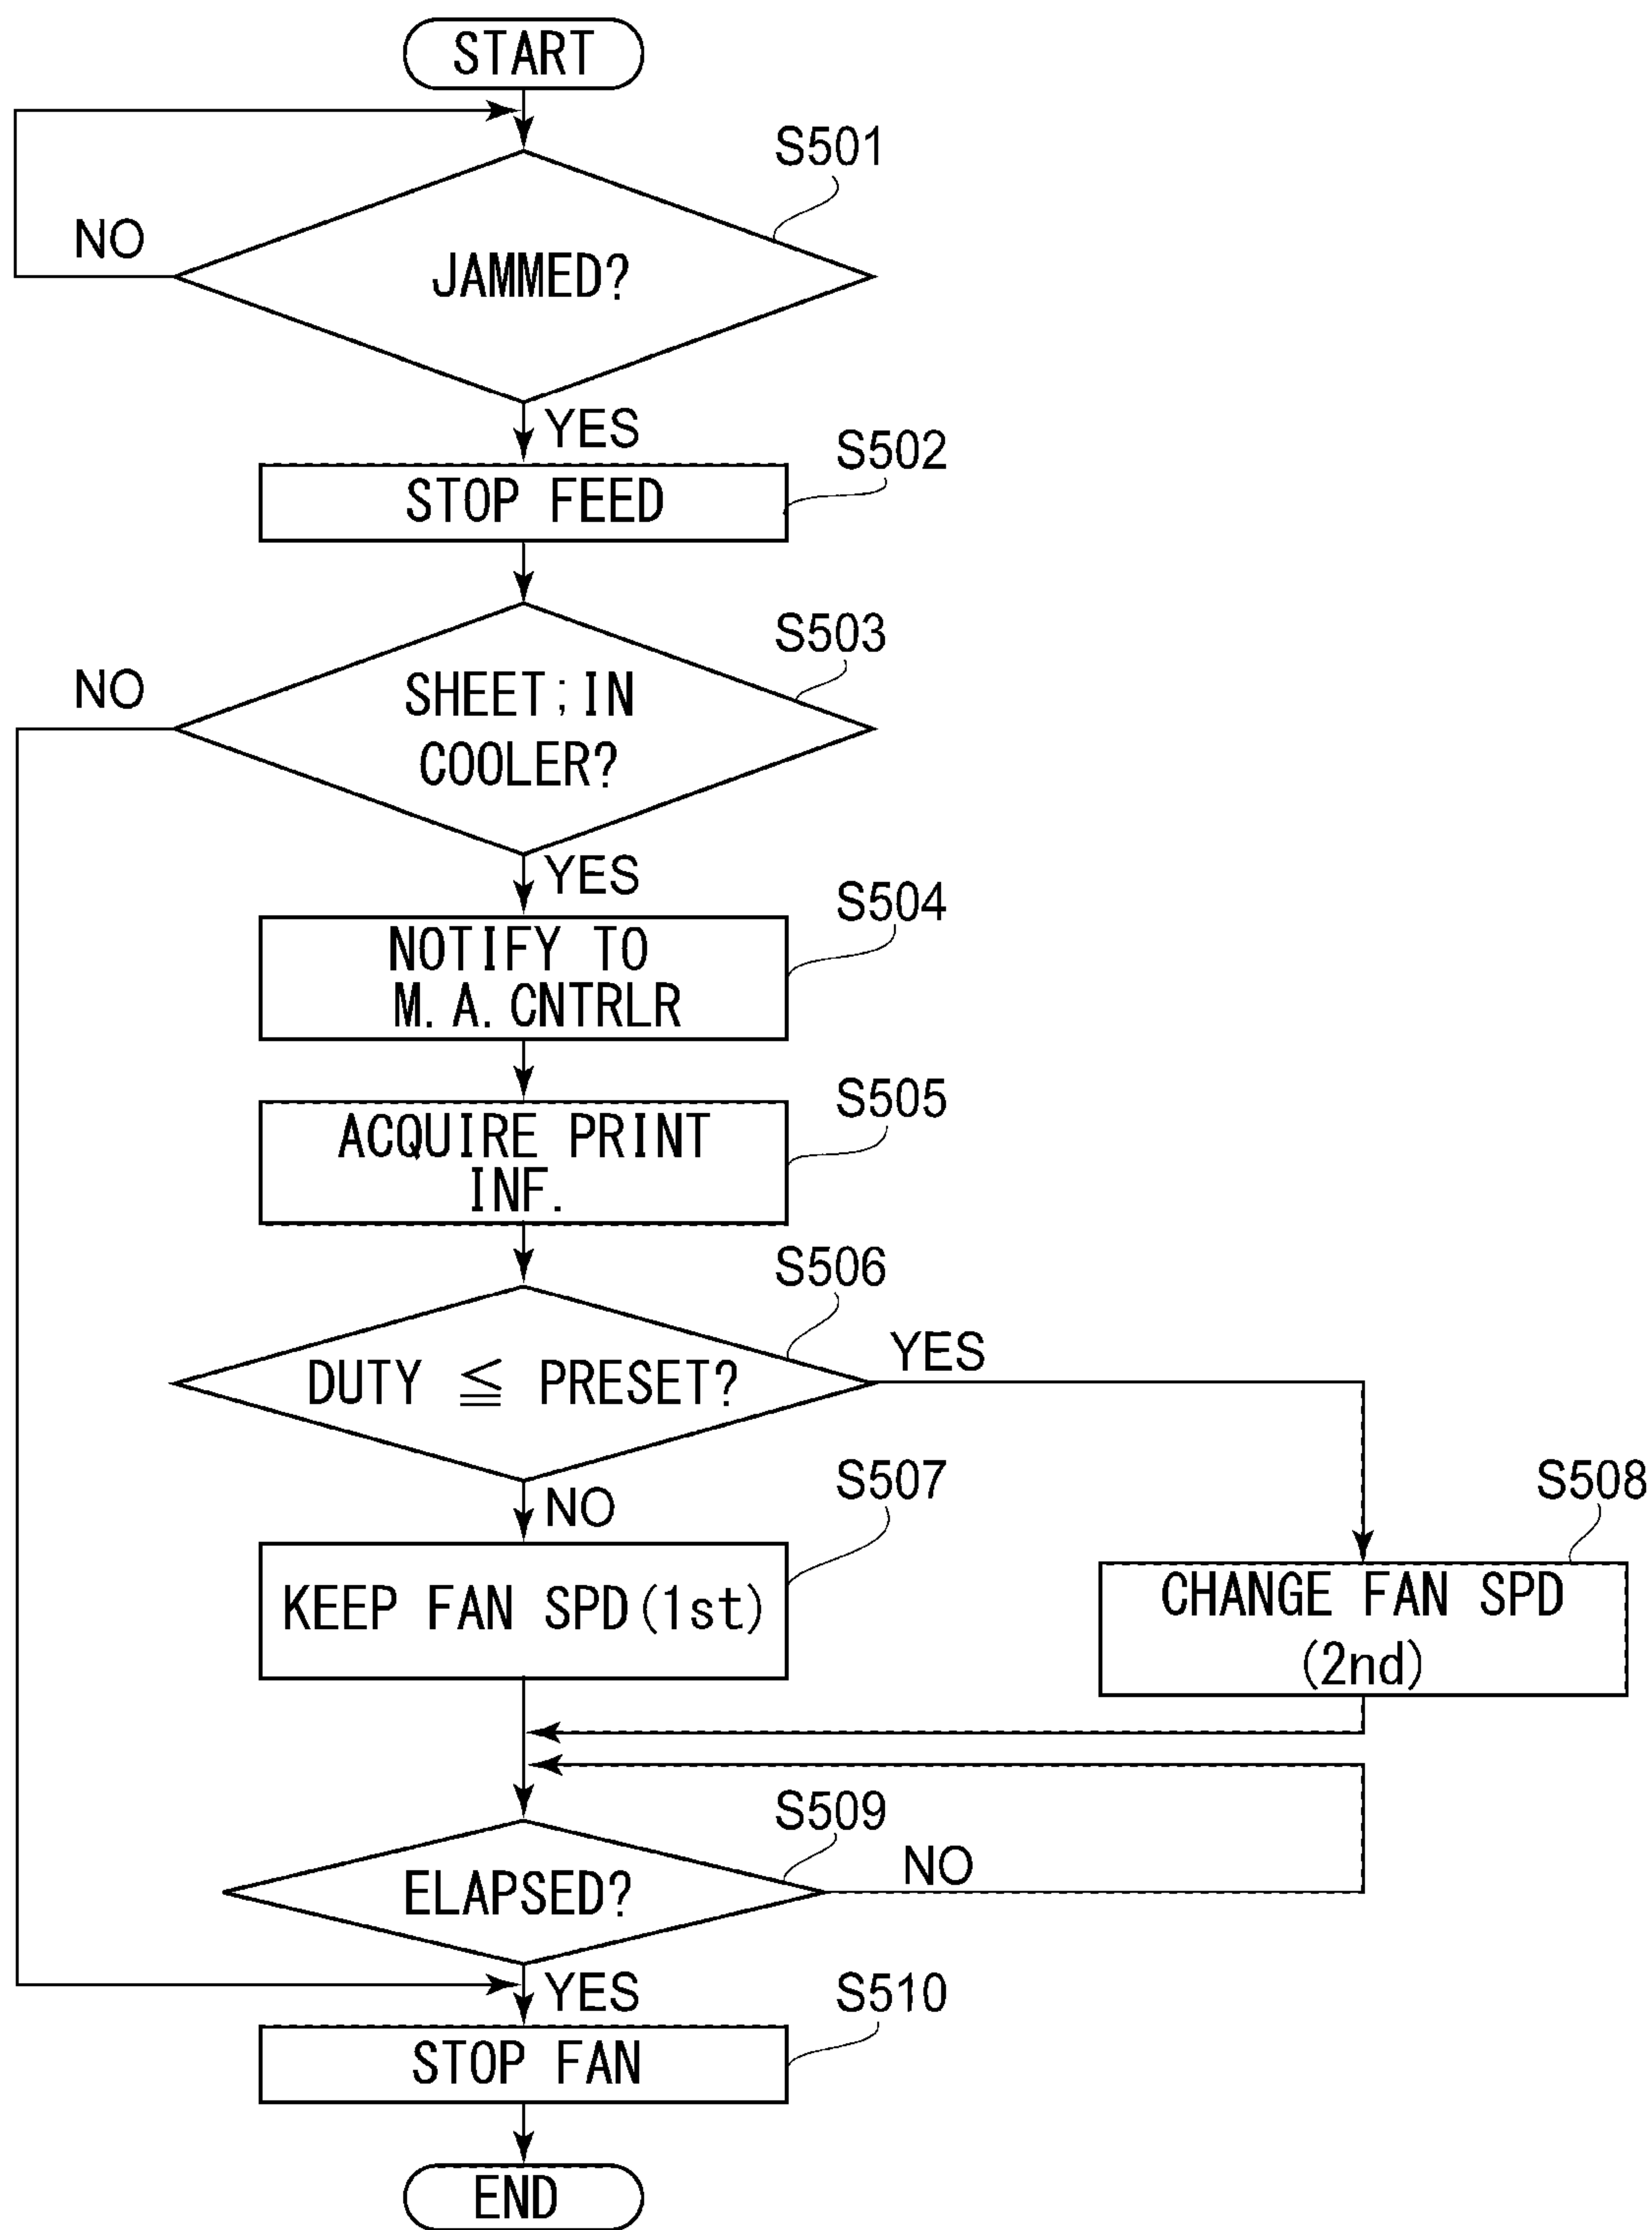 START
S501
NO
JAMMED?
YES
S502
STOP FEED
S503
NO
SHEET;IN
COOLER?
YES
S504
NOTIFY TO
M.A.CNTRLR
S505
ACQUIRE PRINT
INF.
S506
YES
DUTY ≦ PRESET?
NO
S507
S508
KEEP FAN SPD(1st)
CHANGE FAN SPD
(2nd)
S509
NO
ELAPSED?
YES
S510
STOP FAN
END